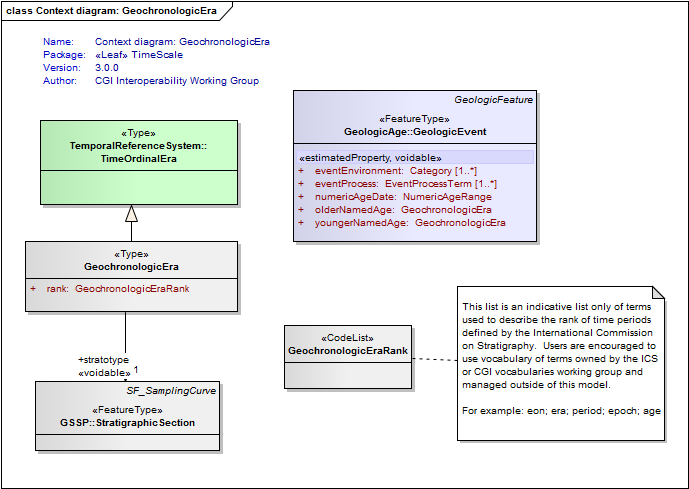 class Context diagram: GeochronologicEra
Name: Context diagram: GeochronologicEra
Package: «Leaf» TimeScale
Version: 3.0.0
Author: CGI Interoperability Working Group
«Type»
TemporalReferenceSystem::
TimeOrdinalEra
GeologicFeature
«FeatureType»
GeologicAge::GeologicEvent
«estimatedProperty, voidable»
+ eventEnvironment: Category [1..*]
+ eventProcess: EventProcessTerm [1..*]
+ numericAgeDate: NumericAgeRange
+ olderNamedAge: GeochronologicEra
+ youngerNamedAge: GeochronologicEra
«Type»
GeochronologicEra
+ rank: GeochronologicEraRank
+stratotype
«voidable» 1
SF_SamplingCurve
«FeatureType»
GSSP::StratigraphicSection
«CodeList»
GeochronologicEraRank
This list is an indicative list only of terms
used to describe the rank of time periods
defined by the International Commission
on Stratigraphy. Users are encouraged to
use vocabulary of terms owned by the ICS
or CGI vocabularies working group and
managed outside of this model.
For example: eon; era; period; epoch; age